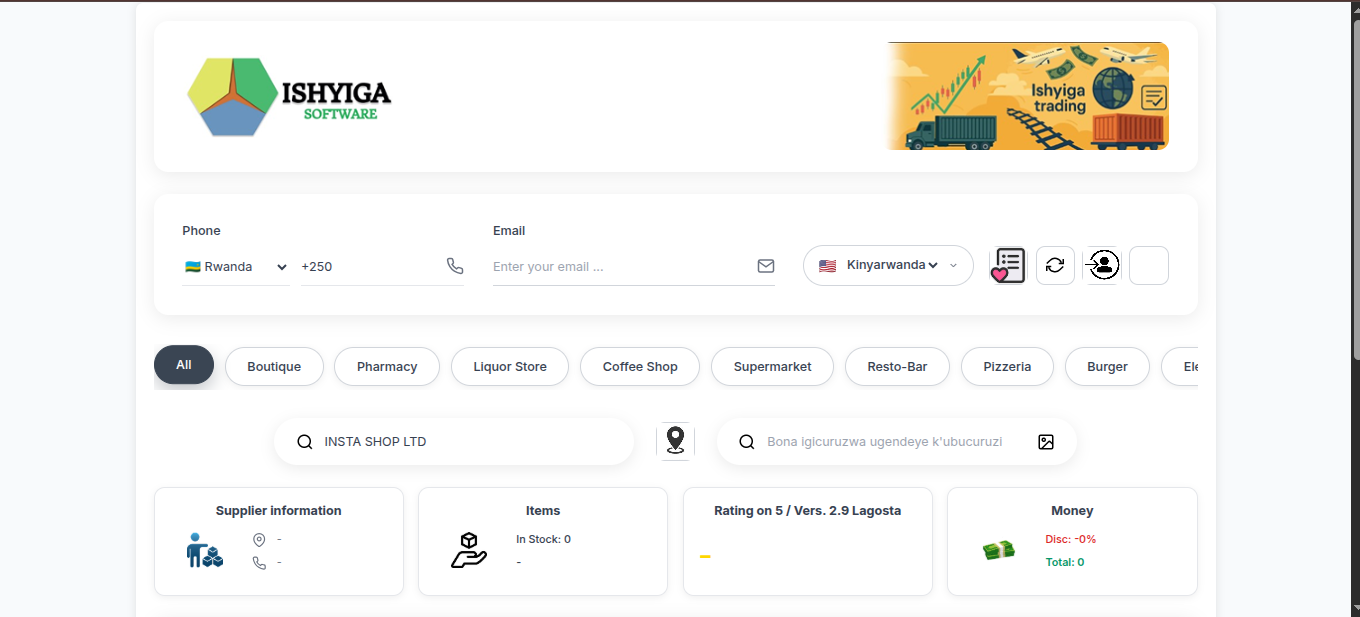 ISHYIGA
SOFTWARE
Ishyiga
trading
Phone
Email
Rwanda
+250
Enter your email ...
Kinyarwanda
All
Boutique
Pharmacy
Liquor Store
Coffee Shop
Supermarket
Resto-Bar
Pizzeria
Burger
Ele
INSTA SHOP LTD
Bona igicuruzwa ugendeye k'ubucuruzi
Supplier information
-
-
Items
In Stock: 0
-
Rating on 5 / Vers. 2.9 Lagosta
Money
Disc: -0%
Total: 0